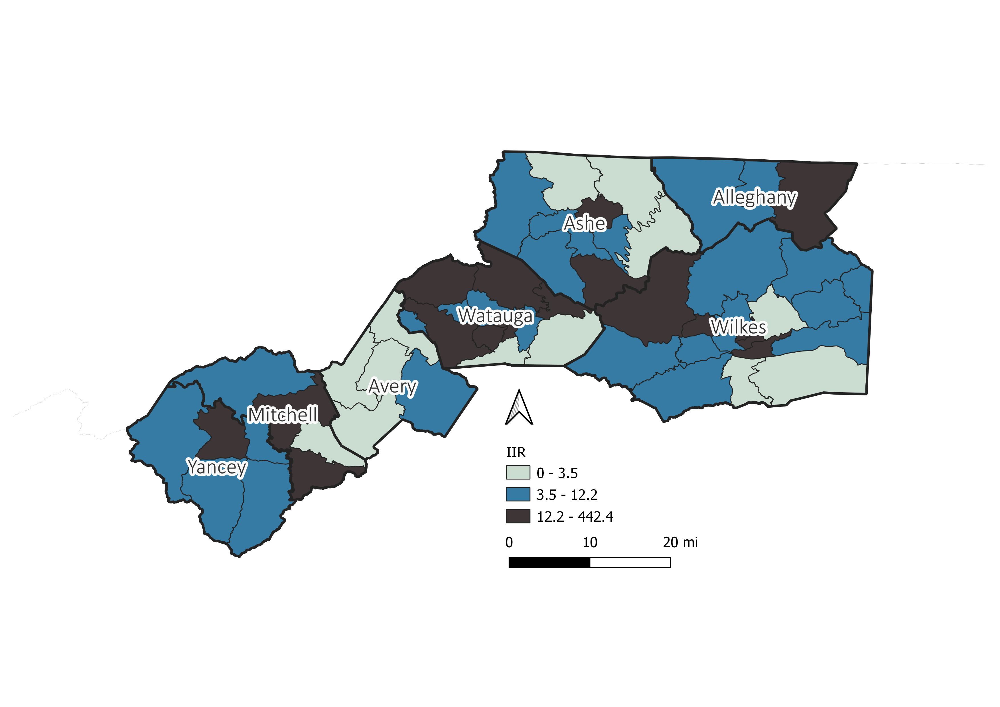 Alleghany
Ashe
Watauga
Wilkes
Avery
Mitchell
Yancey
IIR
0 - 3.5
3.5 - 12.2
12.2 - 442.4
0 10 20 mi